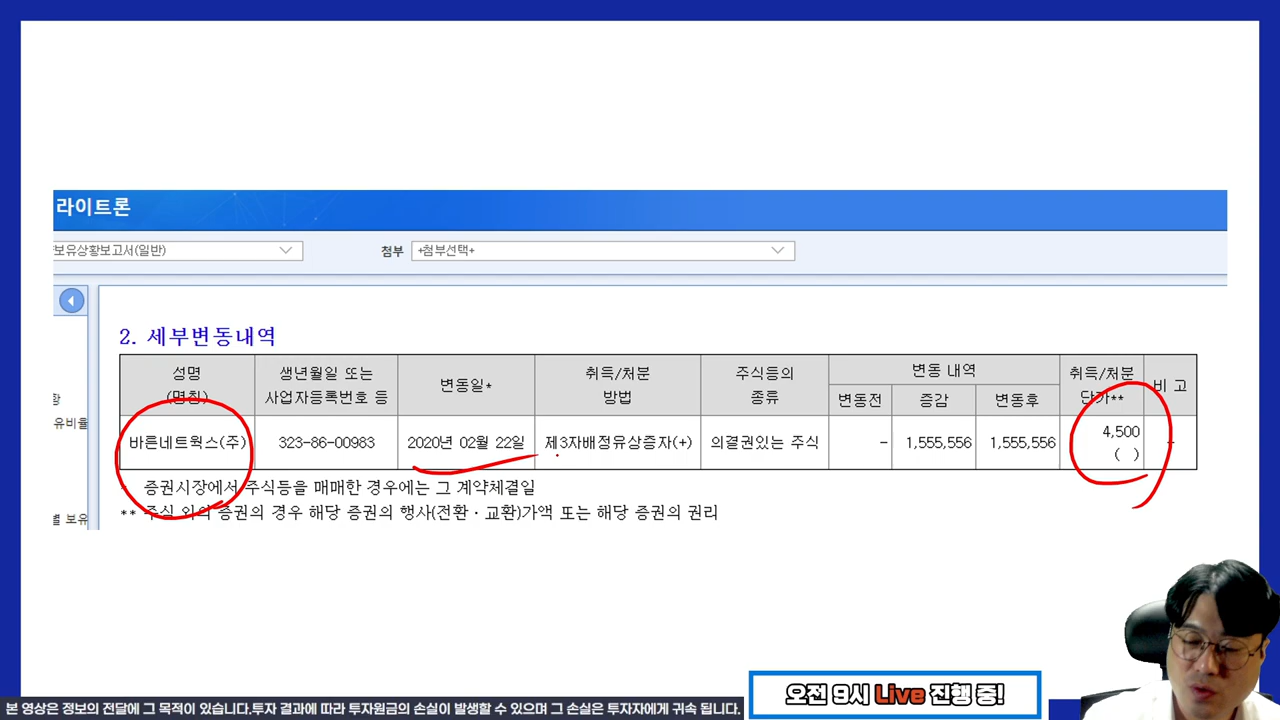 라이트론
보유상황보고서(일반)
첨부 +첨부선택+
황
유비율
별 보유
2. 세부변동내역
성명 (명칭)
생년월일 또는 사업자등록번호 등
변동일*
취득/처분 방법
주식등의 종류
변동 내역
변동전 증감 변동후
취득/처분 단가**
비 고
바른네트웍스(주) 323-86-00983 2020년 02월 22일 제3자배정유상증자(+) 의결권있는 주식 - 1,555,556 1,555,556 4,500 ( ) -
* 증권시장에서 주식등을 매매한 경우에는 그 계약체결일
** 주식 외의 증권의 경우 해당 증권의 행사(전환·교환)가액 또는 해당 증권의 권리
오전 9시 Live 진행 중!
본 영상은 정보의 전달에 그 목적이 있습니다.투자 결과에 따라 투자원금의 손실이 발생할 수 있으며 그 손실은 투자자에게 귀속 됩니다.